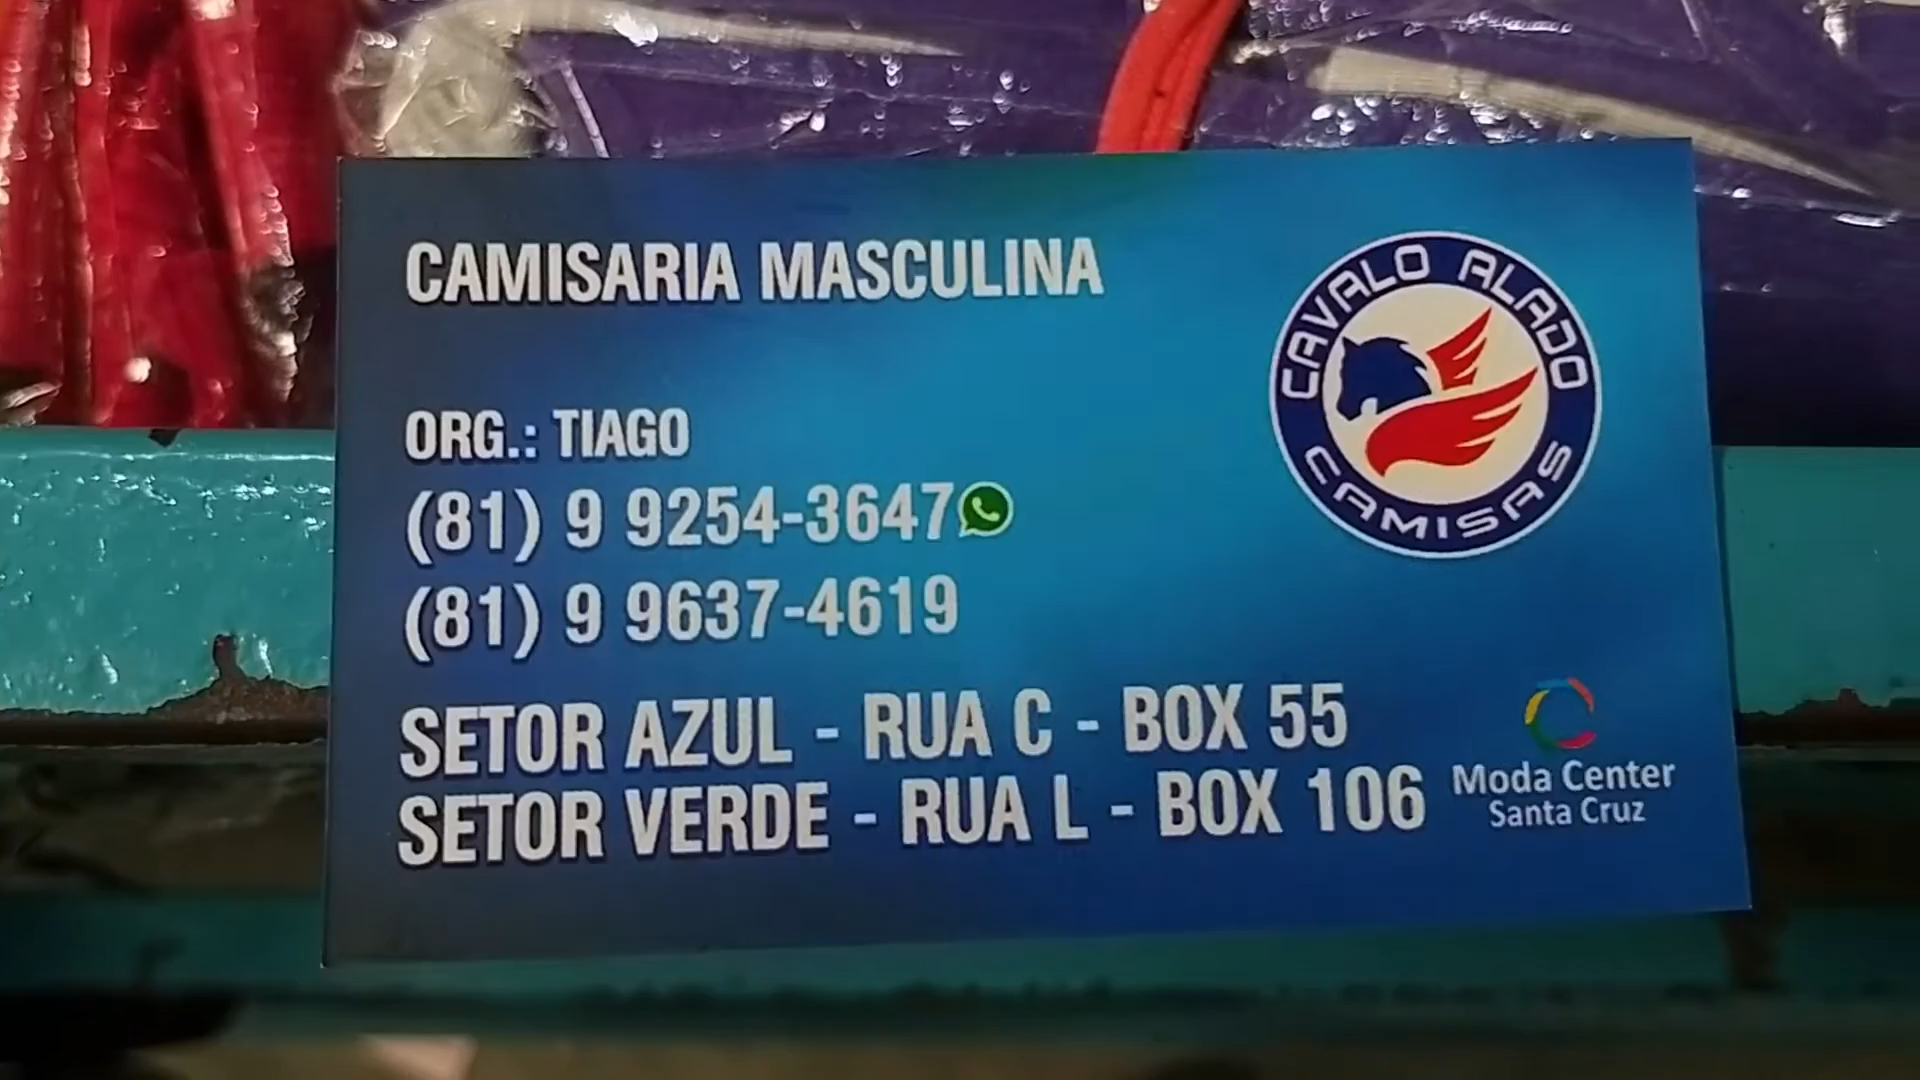 CAMISARIA MASCULINA
CAVALO ALADO
CAMISAS
ORG.: TIAGO
(81) 9 9254-3647
(81) 9 9637-4619
SETOR AZUL - RUA C - BOX 55
SETOR VERDE - RUA L - BOX 106
Moda Center
Santa Cruz